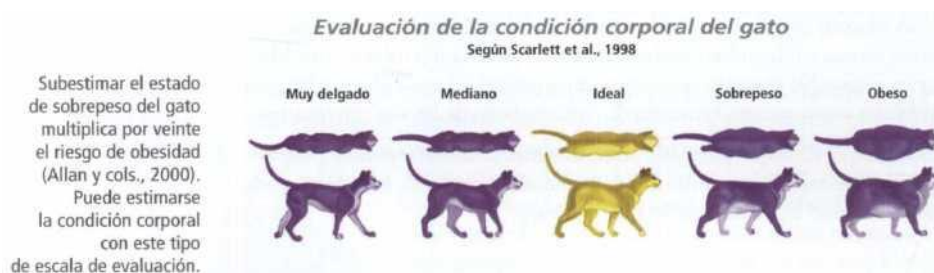 Evaluación de la condición corporal del gato
Según Scarlett et al., 1998
Subestimar el estado
de sobrepeso del gato
multiplica por veinte
el riesgo de obesidad
(Allan y cols., 2000).
Puede estimarse
la condición corporal
con este tipo
de escala de evaluación.
Muy delgado
Mediano
Ideal
Sobrepeso
Obeso